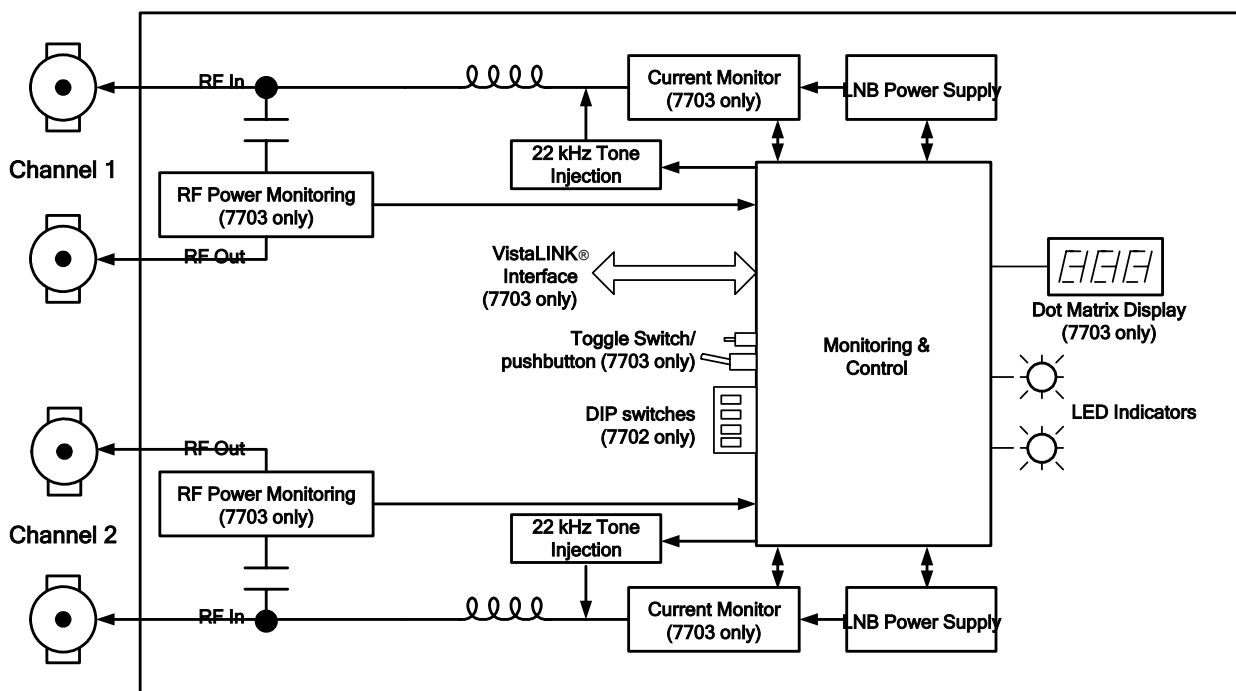 RF In
Current Monitor
(7703 only)
LNB Power Supply
Channel 1
22 kHz Tone
Injection
RF Power Monitoring
(7703 only)
RF Out
VistaLINK®
Interface
(7703 only)
Dot Matrix Display
(7703 only)
Toggle Switch/
pushbutton (7703 only)
Monitoring &
Control
DIP switches
(7702 only)
LED Indicators
RF Out
RF Power Monitoring
(7703 only)
Channel 2
22 kHz Tone
Injection
RF In
Current Monitor
(7703 only)
LNB Power Supply